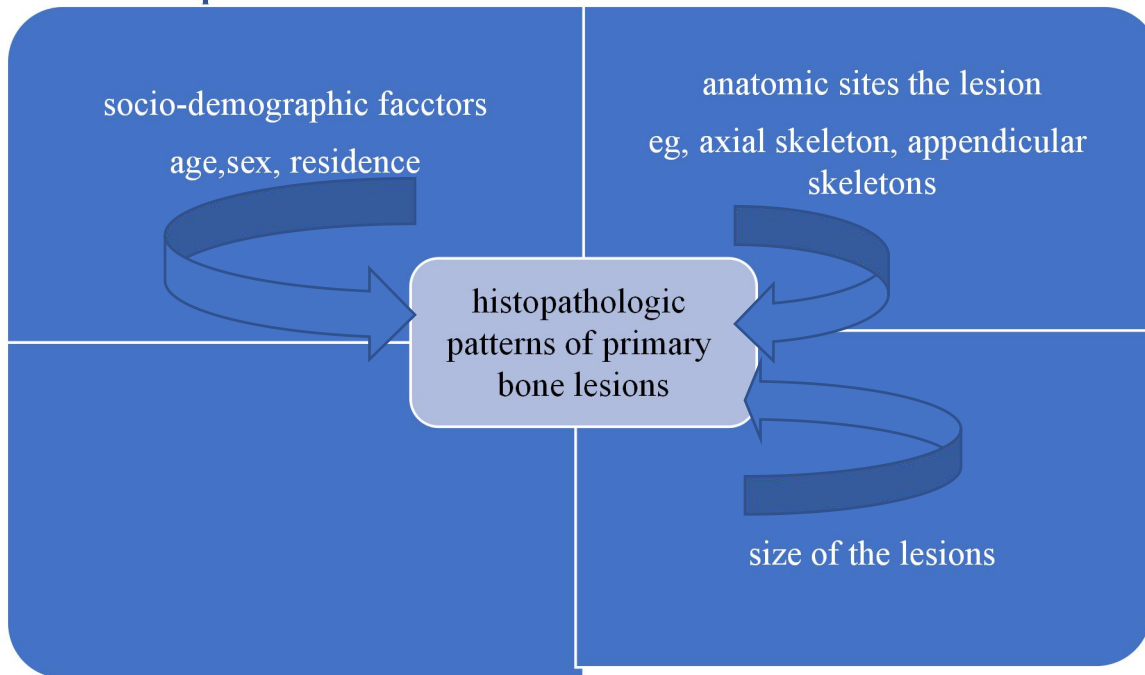 socio-demographic facctors
age,sex, residence
anatomic sites the lesion
eg, axial skeleton, appendicular
skeletons
histopathologic
patterns of primary
bone lesions
size of the lesions